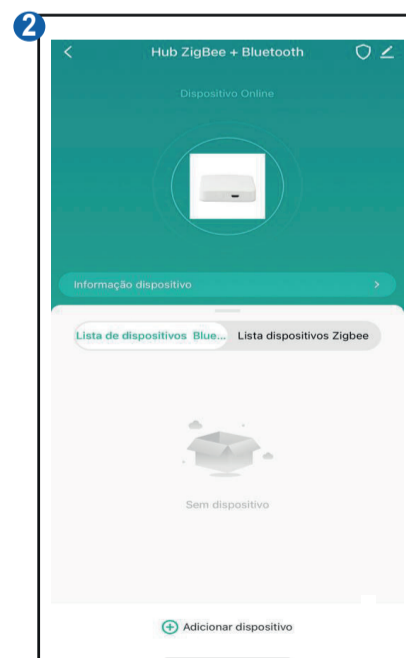 2
Hub ZigBee + Bluetooth
Dispositivo Online
Informação dispositivo
Lista de dispositivos Blue... Lista dispositivos Zigbee
Sem dispositivo
Adicionar dispositivo